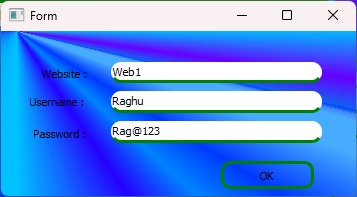 Form
Website : Web1
Username : Raghu
Password : Rag@123
OK